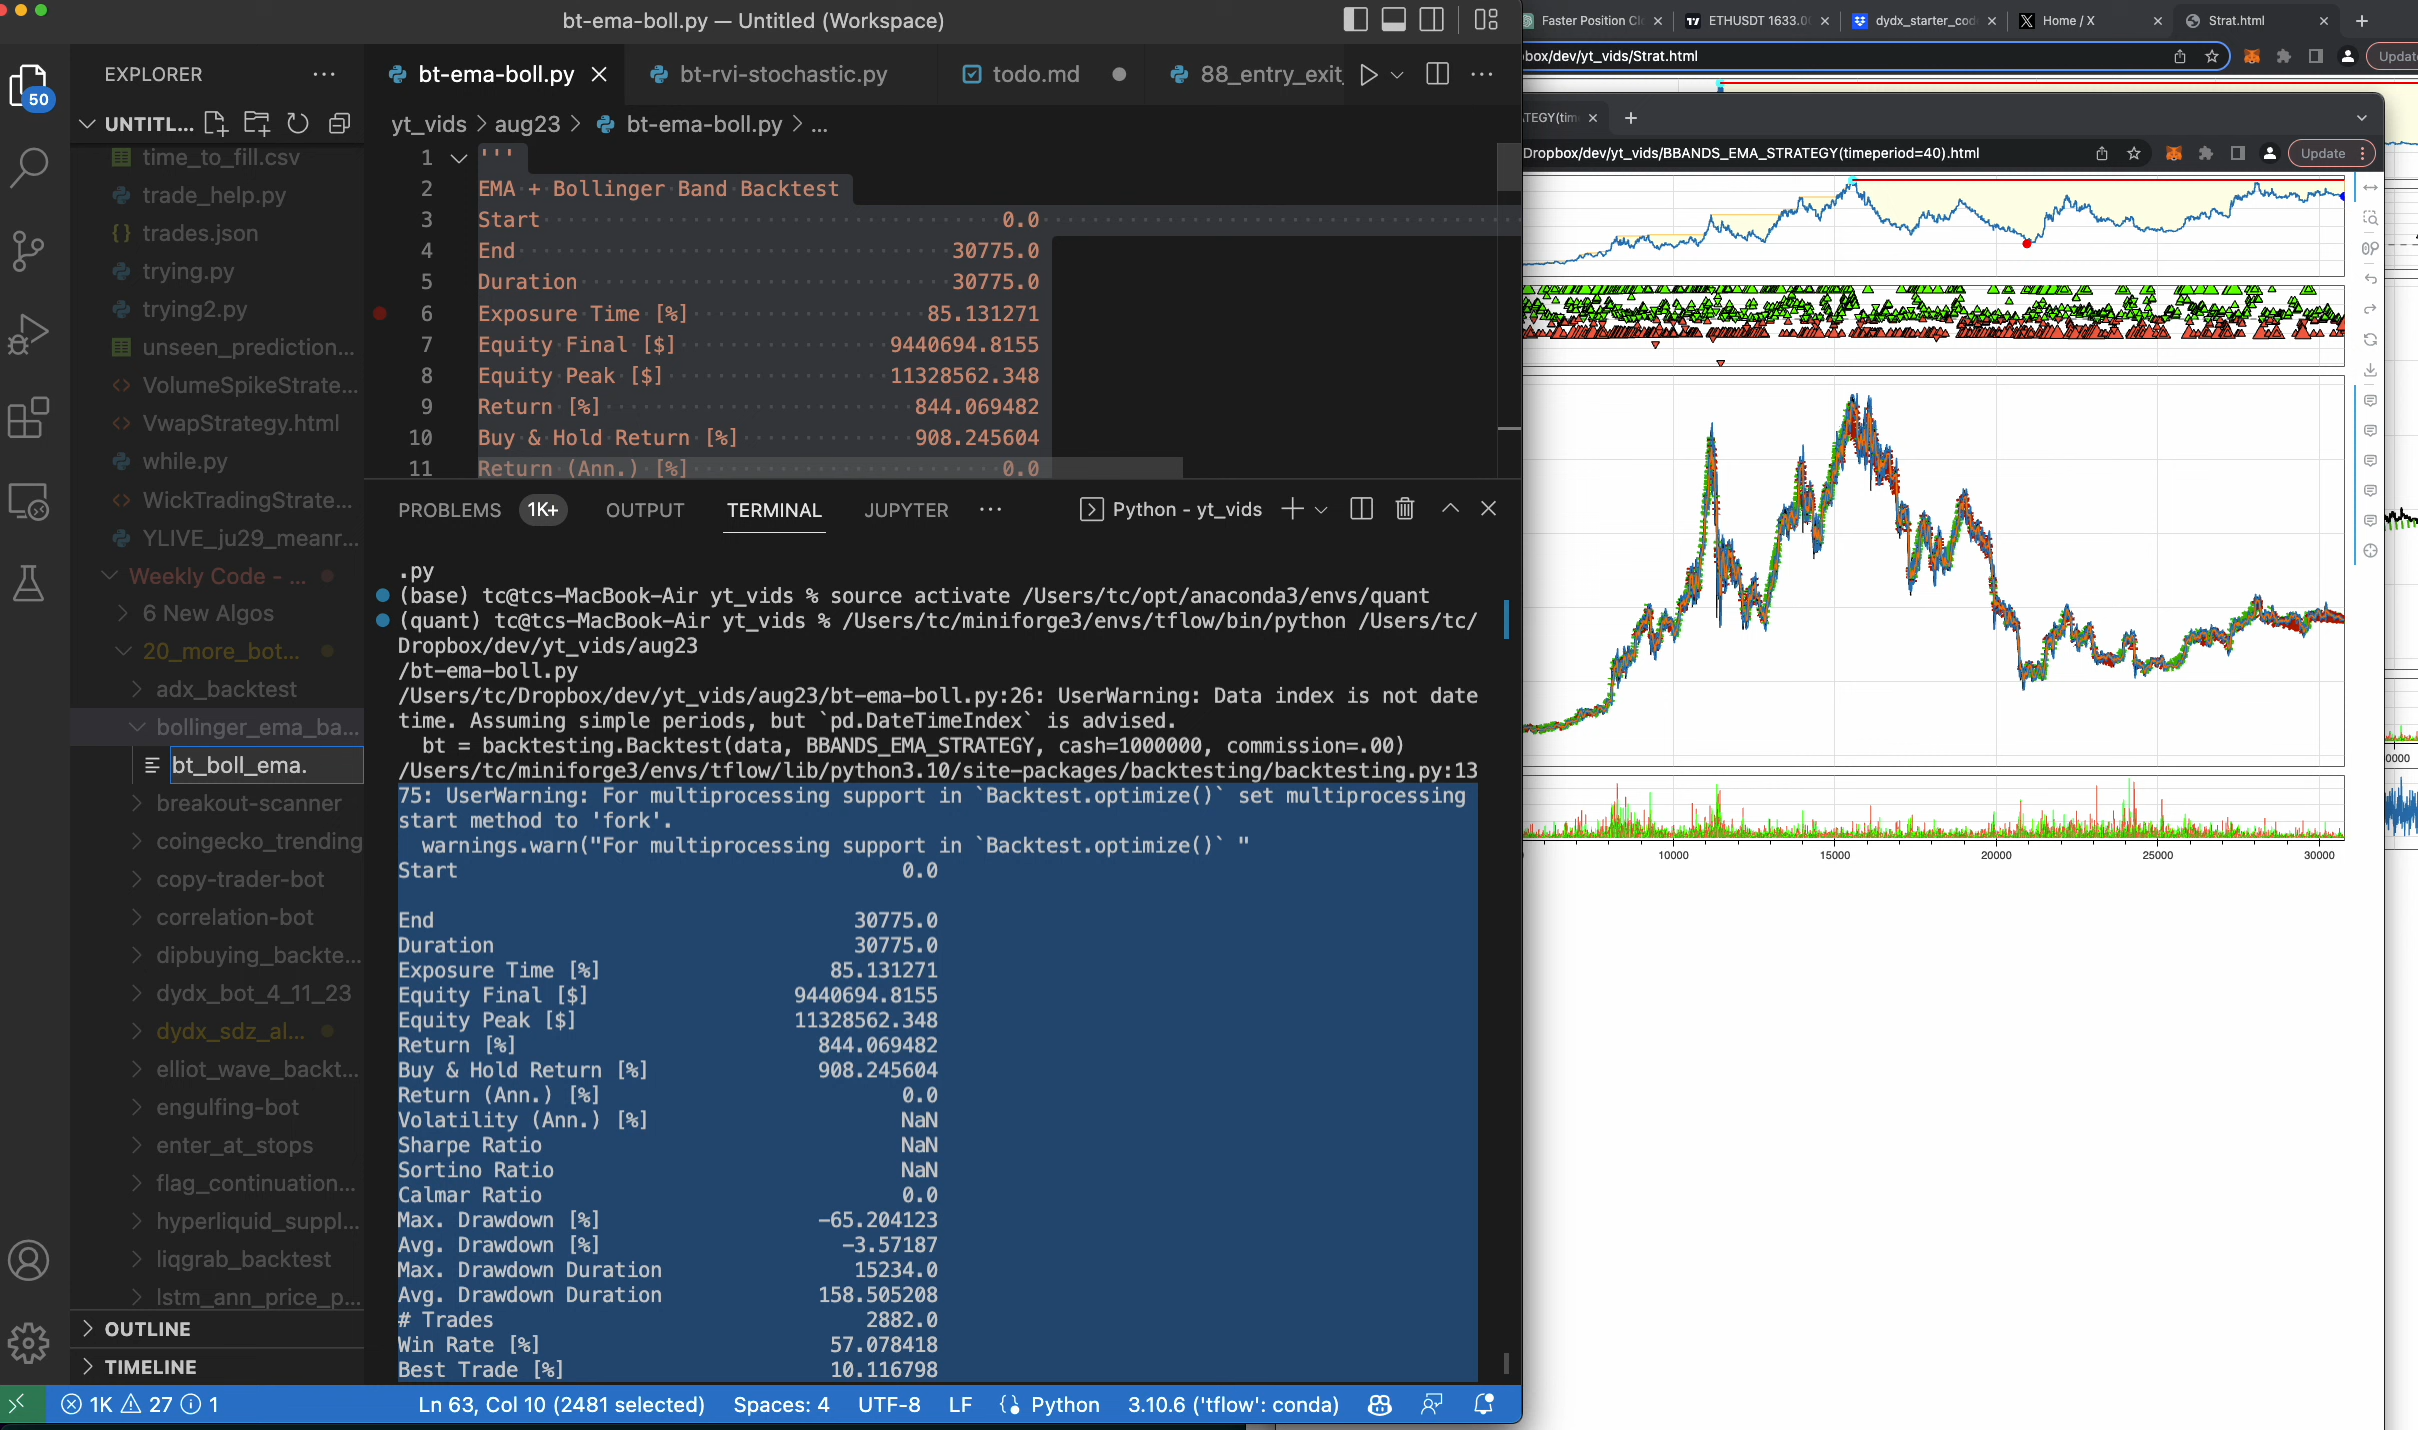 bt-ema-boll.py — Untitled (Workspace)
50
EXPLORER
UNTITL...
time_to_fill.csv
trade_help.py
trades.json
trying.py
trying2.py
unseen_prediction...
VolumeSpikeStrate...
VwapStrategy.html
while.py
WickTradingStrate...
YLIVE_ju29_meanr...
Weekly Code - ...
6 New Algos
20_more_bot...
adx_backtest
bollinger_ema_ba...
bt_boll_ema.
breakout-scanner
coingecko_trending
copy-trader-bot
correlation-bot
dipbuying_backte...
dydx_bot_4_11_23
dydx_sdz_al...
elliot_wave_backt...
engulfing-bot
enter_at_stops
flag_continuation...
hyperliquid_suppl...
liqgrab_backtest
lstm_ann_price_p...
OUTLINE
TIMELINE
bt-ema-boll.py
bt-rvi-stochastic.py
todo.md
88_entry_exit
yt_vids > aug23 > bt-ema-boll.py > ...
1 '''
2 EMA + Bollinger Band Backtest
3 Start 0.0
4 End 30775.0
5 Duration 30775.0
6 Exposure Time [%] 85.131271
7 Equity Final [$] 9440694.8155
8 Equity Peak [$] 11328562.348
9 Return [%] 844.069482
10 Buy & Hold Return [%] 908.245604
11 Return (Ann.) [%] 0.0
PROBLEMS 1K+ OUTPUT TERMINAL JUPYTER ... Python - yt_vids
.py
(base) tc@tcs-MacBook-Air yt_vids % source activate /Users/tc/opt/anaconda3/envs/quant
(quant) tc@tcs-MacBook-Air yt_vids % /Users/tc/miniforge3/envs/tflow/bin/python /Users/tc/
Dropbox/dev/yt_vids/aug23
/bt-ema-boll.py
/Users/tc/Dropbox/dev/yt_vids/aug23/bt-ema-boll.py:26: UserWarning: Data index is not date
time. Assuming simple periods, but `pd.DateTimeIndex` is advised.
bt = backtesting.Backtest(data, BBANDS_EMA_STRATEGY, cash=1000000, commission=.00)
/Users/tc/miniforge3/envs/tflow/lib/python3.10/site-packages/backtesting/backtesting.py:13
75: UserWarning: For multiprocessing support in `Backtest.optimize()` set multiprocessing
start method to 'fork'.
warnings.warn("For multiprocessing support in `Backtest.optimize()` "
Start 0.0
End 30775.0
Duration 30775.0
Exposure Time [%] 85.131271
Equity Final [$] 9440694.8155
Equity Peak [$] 11328562.348
Return [%] 844.069482
Buy & Hold Return [%] 908.245604
Return (Ann.) [%] 0.0
Volatility (Ann.) [%] NaN
Sharpe Ratio NaN
Sortino Ratio NaN
Calmar Ratio 0.0
Max. Drawdown [%] -65.204123
Avg. Drawdown [%] -3.57187
Max. Drawdown Duration 15234.0
Avg. Drawdown Duration 158.505208
# Trades 2882.0
Win Rate [%] 57.078418
Best Trade [%] 10.116798
1K 27 1
Ln 63, Col 10 (2481 selected) Spaces: 4 UTF-8 LF Python 3.10.6 ('tflow': conda)
Faster Position Cl
ETHUSDT 1633.0
dydx_starter_cod
Home / X
Strat.html
box/dev/yt_vids/Strat.html
Updat
ATEGY(tim
Dropbox/dev/yt_vids/BBANDS_EMA_STRATEGY(timeperiod=40).html
Update
10000 15000 20000 25000 30000
0000